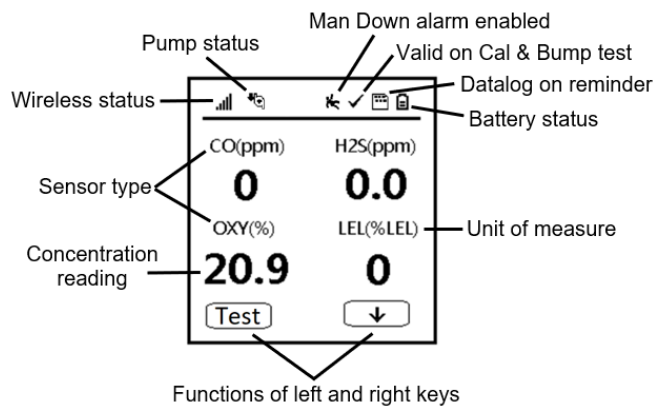 Man Down alarm enabled
Pump status
Valid on Cal & Bump test
Datalog on reminder
Wireless status
Battery status
CO(ppm) H2S(ppm)
0 0.0
Sensor type
OXY(%) LEL(%LEL)
Unit of measure
Concentration
reading
20.9 0
Test
Functions of left and right keys